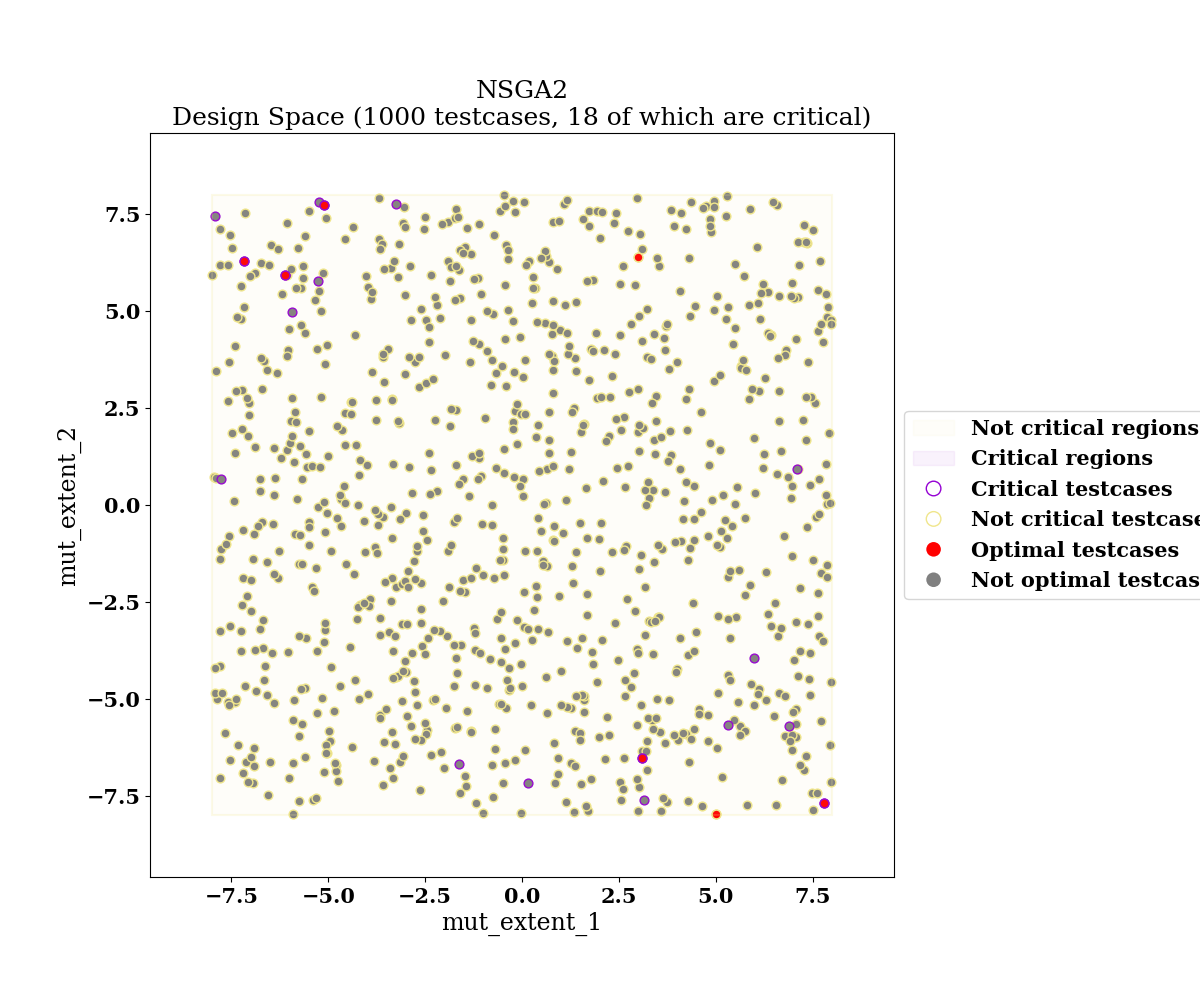 NSGA2
Design Space (1000 testcases, 18 of which are critical)
7.5
5.0
2.5
0.0
−2.5
−5.0
−7.5
mut_extent_2
−7.5 −5.0 −2.5 0.0 2.5 5.0 7.5
mut_extent_1
Not critical regions
Critical regions
Critical testcases
Not critical testcase
Optimal testcases
Not optimal testcas